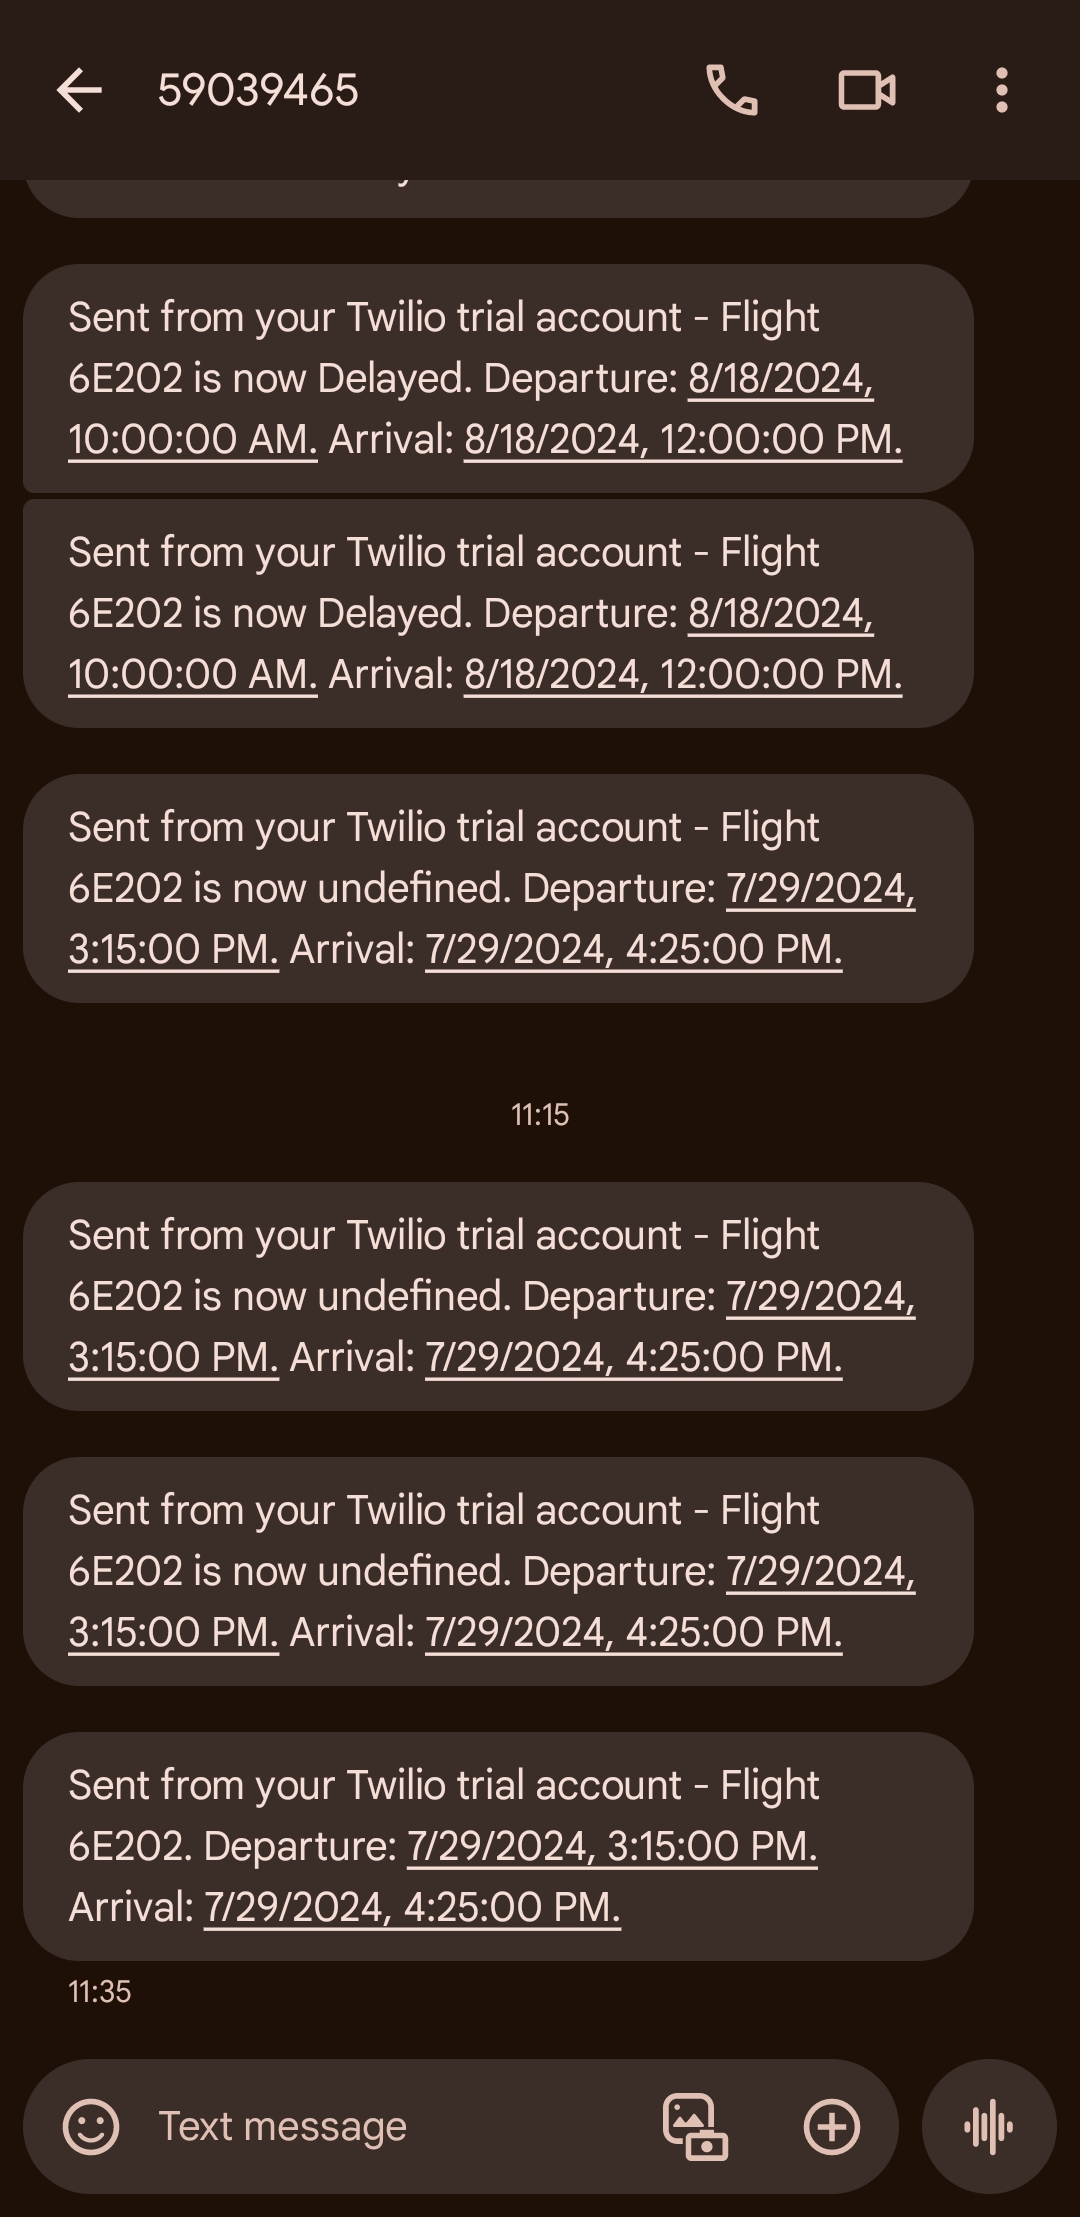 59039465
Sent from your Twilio trial account - Flight
6E202 is now Delayed. Departure: 8/18/2024,
10:00:00 AM. Arrival: 8/18/2024, 12:00:00 PM.
Sent from your Twilio trial account - Flight
6E202 is now Delayed. Departure: 8/18/2024,
10:00:00 AM. Arrival: 8/18/2024, 12:00:00 PM.
Sent from your Twilio trial account - Flight
6E202 is now undefined. Departure: 7/29/2024,
3:15:00 PM. Arrival: 7/29/2024, 4:25:00 PM.
11:15
Sent from your Twilio trial account - Flight
6E202 is now undefined. Departure: 7/29/2024,
3:15:00 PM. Arrival: 7/29/2024, 4:25:00 PM.
Sent from your Twilio trial account - Flight
6E202 is now undefined. Departure: 7/29/2024,
3:15:00 PM. Arrival: 7/29/2024, 4:25:00 PM.
Sent from your Twilio trial account - Flight
6E202. Departure: 7/29/2024, 3:15:00 PM.
Arrival: 7/29/2024, 4:25:00 PM.
11:35
Text message